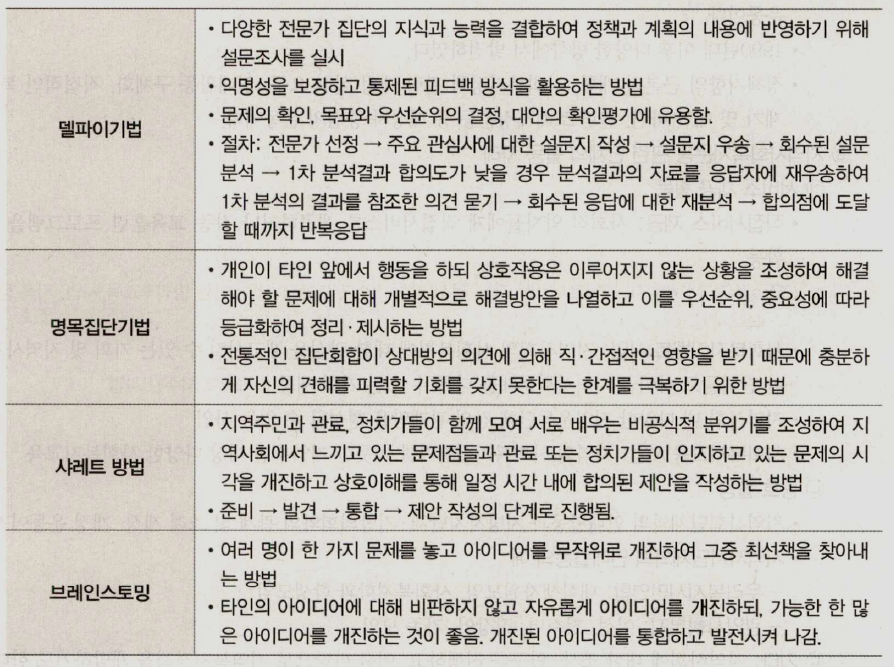 델파이기법
• 다양한 전문가 집단의 지식과 능력을 결합하여 정책과 계획의 내용에 반영하기 위해
설문조사를 실시
• 익명성을 보장하고 통제된 피드백 방식을 활용하는 방법
• 문제의 확인, 목표와 우선순위의 결정, 대안의 확인평가에 유용함.
• 절차: 전문가 선정 → 주요 관심사에 대한 설문지 작성 → 설문지 우송 → 회수된 설문
분석 → 1차 분석결과 합의도가 낮을 경우 분석결과의 자료를 응답자에 재우송하여
1차 분석의 결과를 참조한 의견 묻기 → 회수된 응답에 대한 재분석 → 합의점에 도달
할 때까지 반복응답
명목집단기법
• 개인이 타인 앞에서 행동을 하되 상호작용은 이루어지지 않는 상황을 조성하여 해결
해야 할 문제에 대해 개별적으로 해결방안을 나열하고 이를 우선순위, 중요성에 따라
등급화하여 정리·제시하는 방법
• 전통적인 집단회합이 상대방의 의견에 의해 직·간접적인 영향을 받기 때문에 충분하
게 자신의 견해를 피력할 기회를 갖지 못한다는 한계를 극복하기 위한 방법
샤레트 방법
• 지역주민과 관료, 정치가들이 함께 모여 서로 배우는 비공식적 분위기를 조성하여 지
역사회에서 느끼고 있는 문제점들과 관료 또는 정치가들이 인지하고 있는 문제의 시
각을 개진하고 상호이해를 통해 일정 시간 내에 합의된 제안을 작성하는 방법
• 준비 → 발견 → 통합 → 제안 작성의 단계로 진행됨.
브레인스토밍
• 여러 명이 한 가지 문제를 놓고 아이디어를 무작위로 개진하여 그중 최선책을 찾아내
는 방법
• 타인의 아이디어에 대해 비판하지 않고 자유롭게 아이디어를 개진하되, 가능한 한 많
은 아이디어를 개진하는 것이 좋음. 개진된 아이디어를 통합하고 발전시켜 나감.